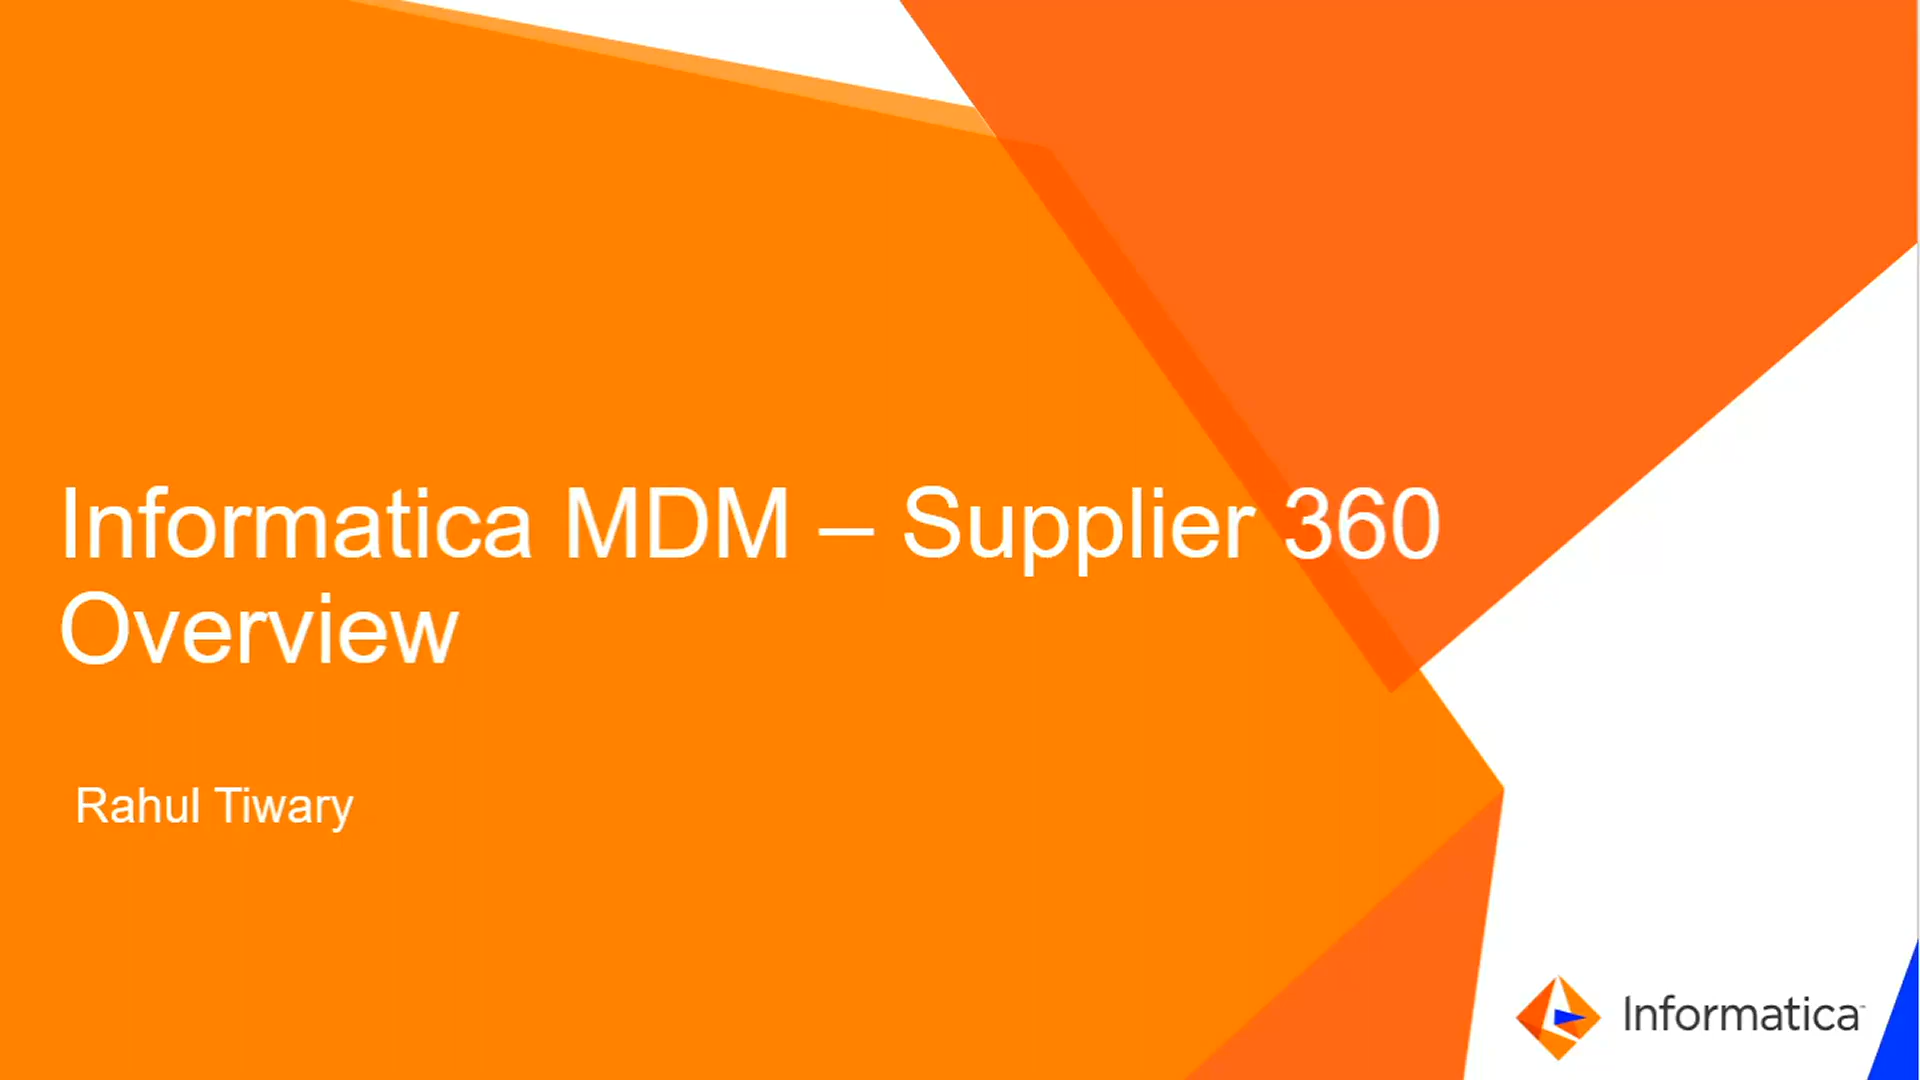 Informatica MDM – Supplier 360
Overview
Rahul Tiwary
Informatica